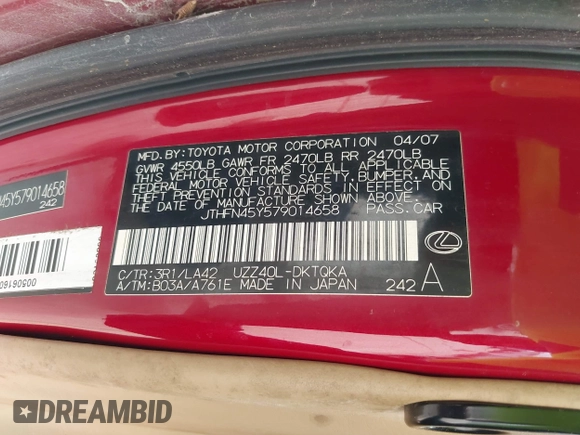 MFD.BY:TOYOTA MOTOR CORPORATION 04/07
GVWR 4550LB GAWR FR 2470LB RR 2470LB
THIS VEHICLE CONFORMS TO ALL APPLICABLE
FEDERAL MOTOR VEHICLE SAFETY, BUMPER, AND
THEFT PREVENTION STANDARDS IN EFFECT ON
THE DATE OF MANUFACTURE SHOWN ABOVE.
JTHFN45Y579014658 PASS.CAR
C/TR:3R1/LA42 UZZ40L-DKTQKA
A/TM:B03A/A761E MADE IN JAPAN 242 A
45Y579014658
242
DREAMBID